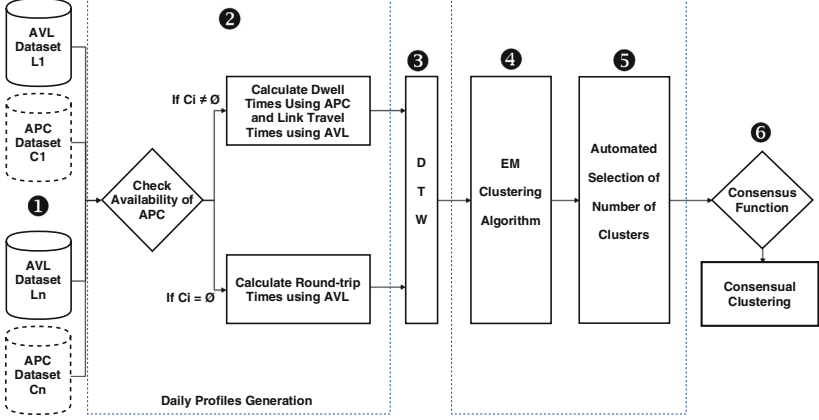 AVL
Dataset
L1
APC
Dataset
C1
❶
AVL
Dataset
Ln
APC
Dataset
Cn
❷
Check
Availability of
APC
If Ci ≠ Ø
Calculate Dwell
Times Using APC
and Link Travel
Times using AVL
If Ci = Ø
Calculate Round-trip
Times using AVL
Daily Profiles Generation
❸
D
T
W
❹
EM
Clustering
Algorithm
❺
Automated
Selection of
Number of
Clusters
❻
Consensus
Function
Consensual
Clustering